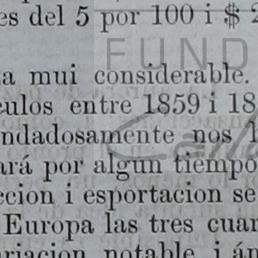 es del 5 por 100 i $ 2
FUND
a mui considerable.
culos entre 1859 i 18
ndadosamente nos
ará por algun tiempo
ccion i esportacion se
Europa las tres cuar
riacion notable i